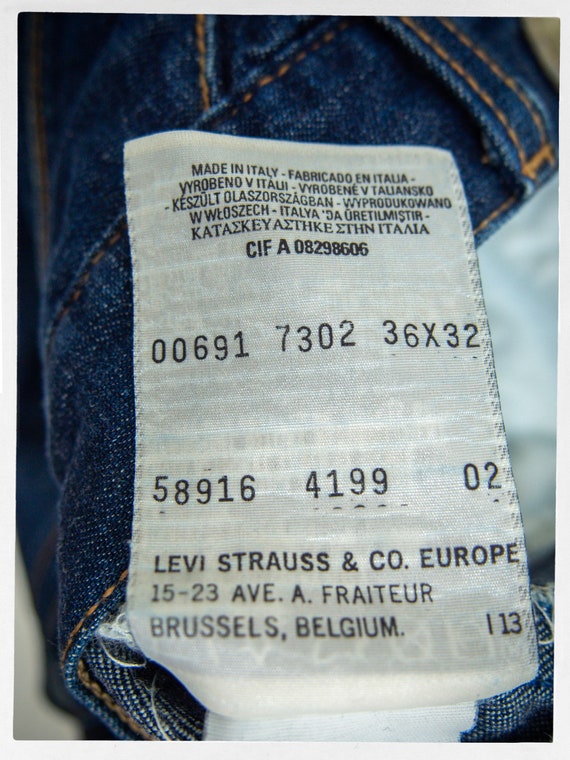 MADE IN ITALY - FABRICADO EN ITALIA -
VYROBENO V ITÁLII - VYROBENÉ V TALIANSKO
- KÉSZÜLT OLASZORSZÁGBAN - WYPRODUKOWANO
W WŁOSZECH - ITALYA 'DA ÜRETILMIŞTIR -
ΚΑΤΑΣΚΕΥΑΣΤΗΚΕ ΣΤΗΝ ΙΤΑΛΙΑ
CIF A 08298606
00691 7302 36X32
58916 4199 02
LEVI STRAUSS & CO. EUROPE
15-23 AVE. A. FRAITEUR
BRUSSELS, BELGIUM. I 13